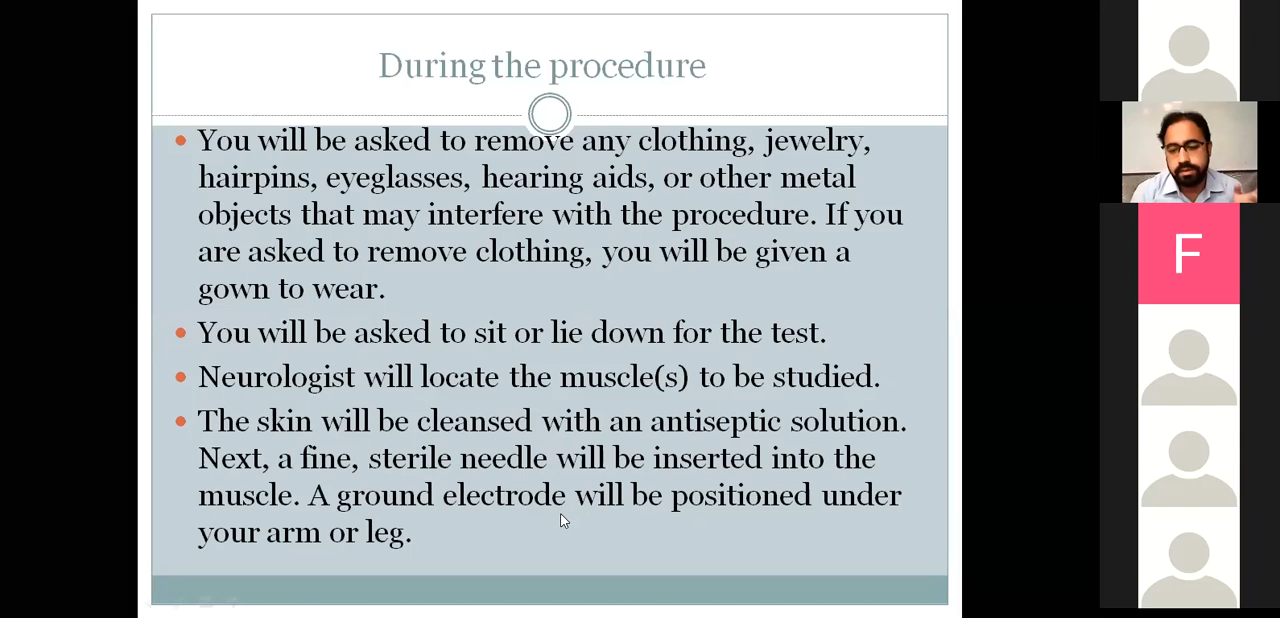 During the procedure
• You will be asked to remove any clothing, jewelry,
hairpins, eyeglasses, hearing aids, or other metal
objects that may interfere with the procedure. If you
are asked to remove clothing, you will be given a
gown to wear.
• You will be asked to sit or lie down for the test.
• Neurologist will locate the muscle(s) to be studied.
• The skin will be cleansed with an antiseptic solution.
Next, a fine, sterile needle will be inserted into the
muscle. A ground electrode will be positioned under
your arm or leg.
F